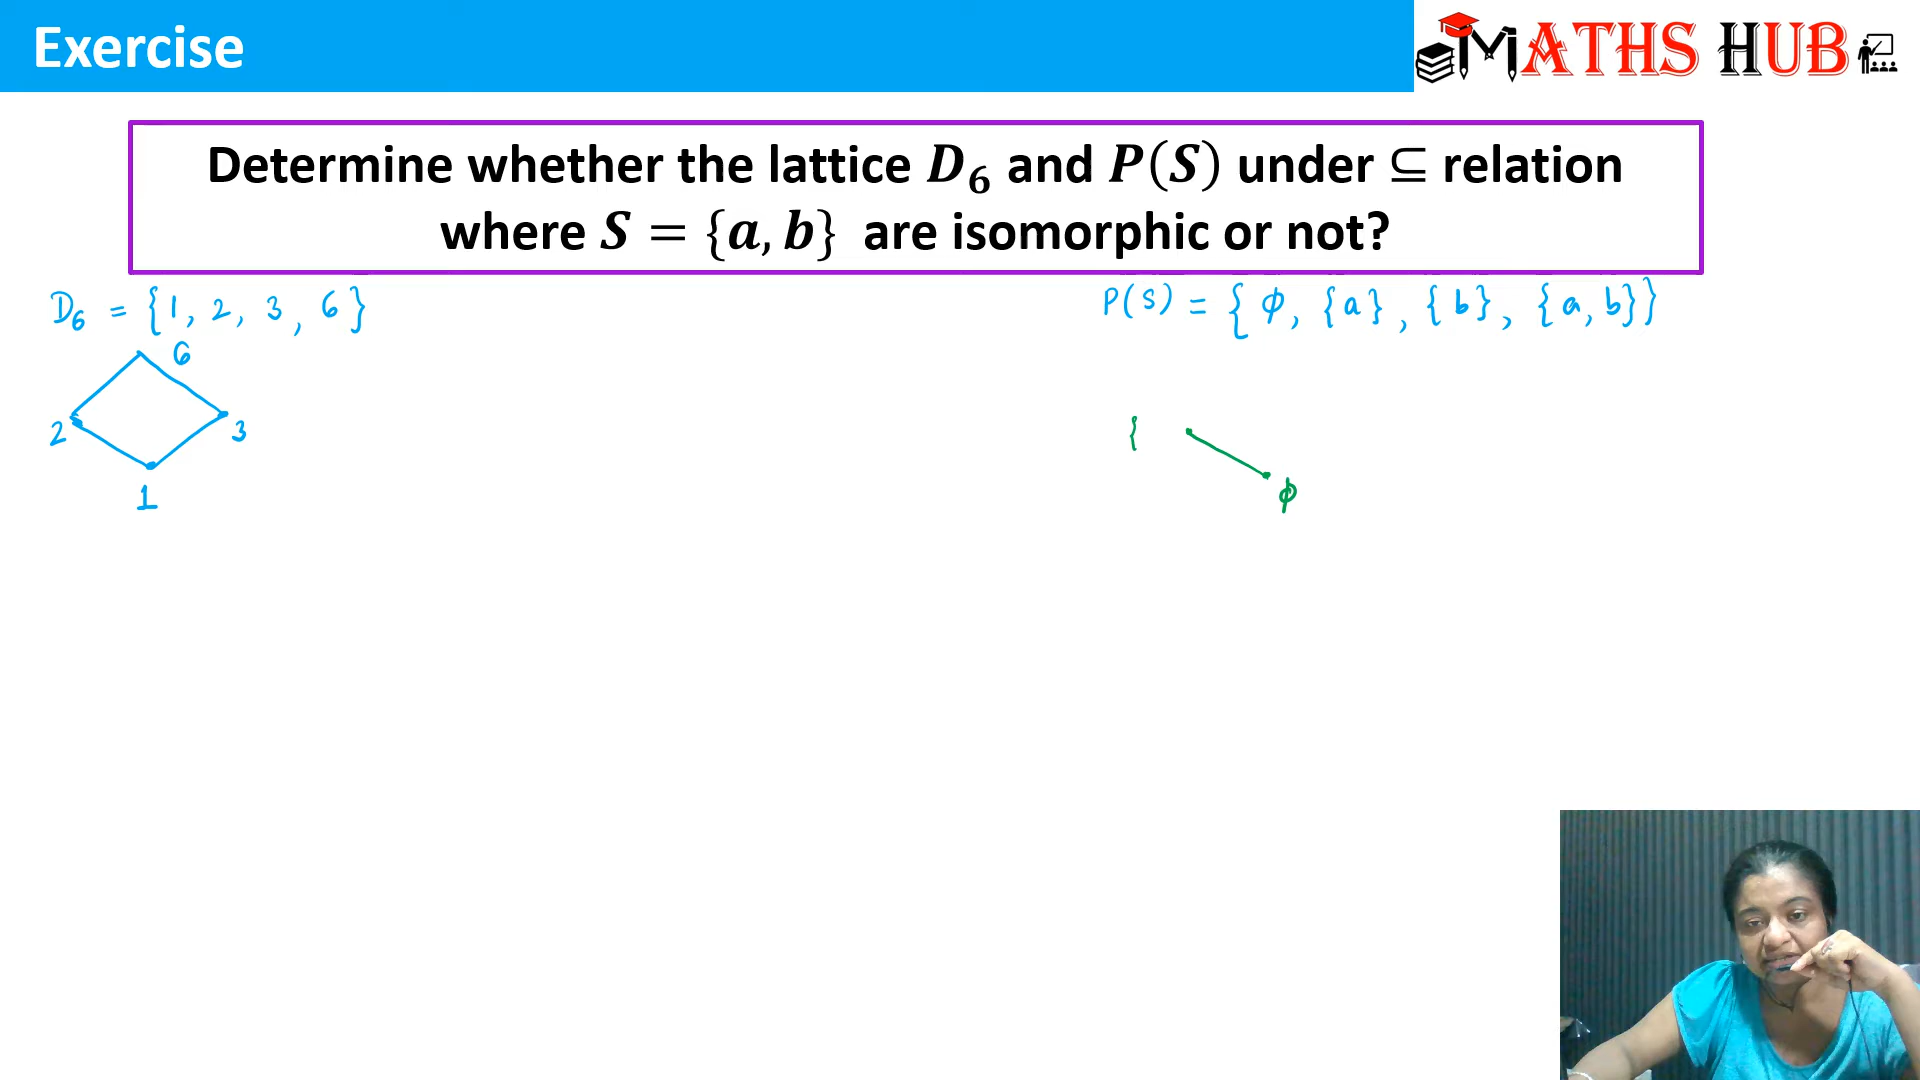 Exercise
MATHS HUB
Determine whether the lattice D₆ and P(S) under ⊆ relation
where S = {a, b} are isomorphic or not?
D₆ = {1, 2, 3, 6}
P(S) = { ϕ, {a}, {b}, {a, b}}
6
2
3
{
1
ϕ